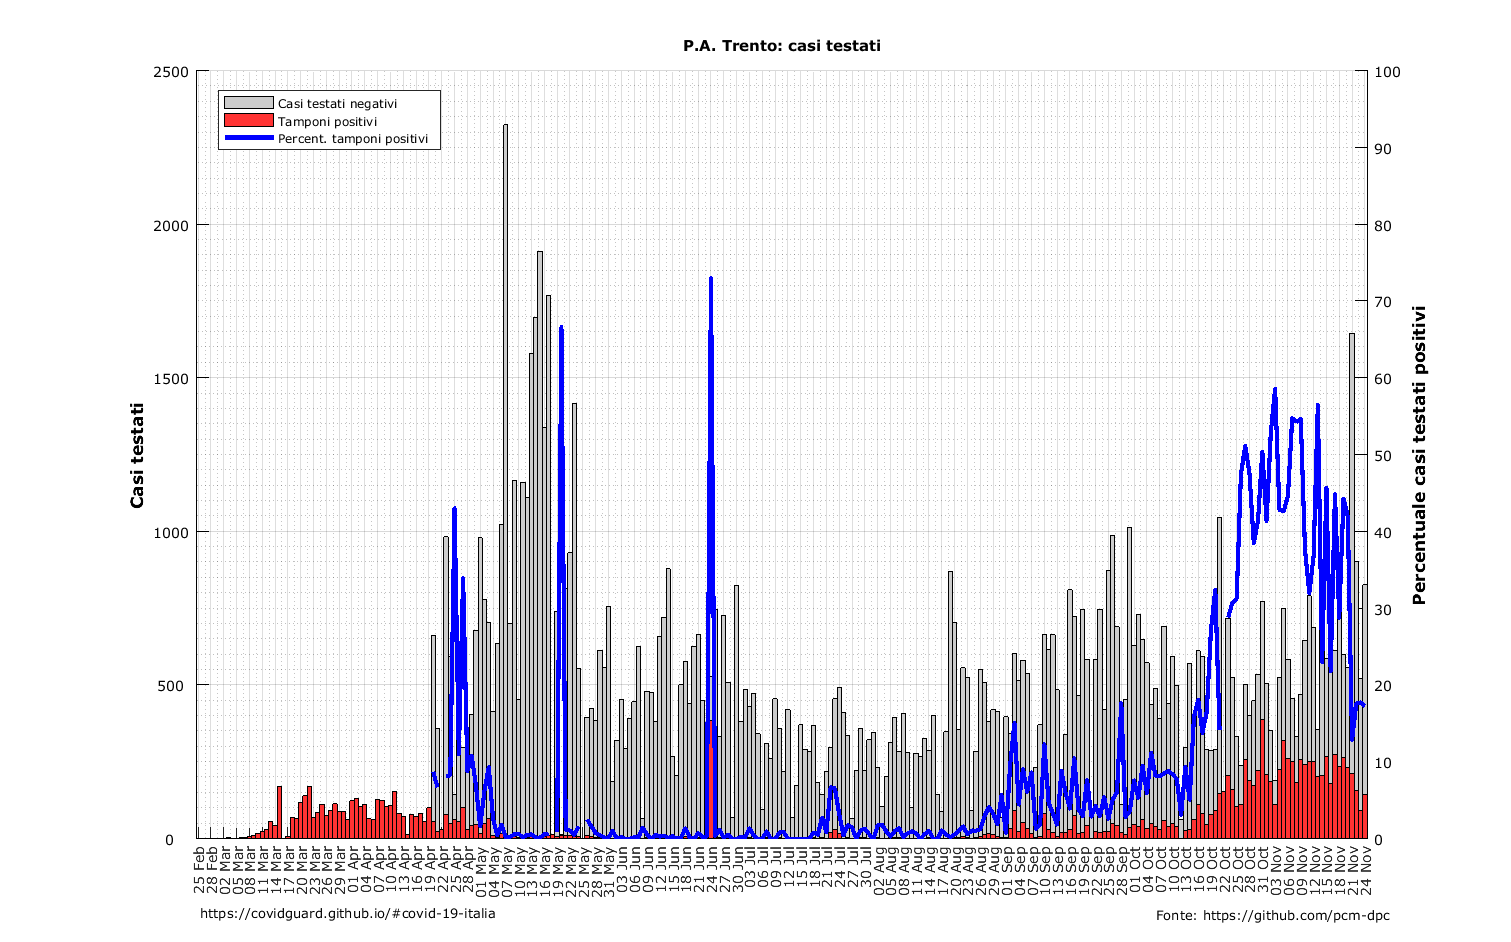 P.A. Trento: casi testati
Casi testati negativi
Tamponi positivi
Percent. tamponi positivi
Casi testati
2500
2000
1500
1000
500
0
100
90
80
70
60
50
40
30
20
10
0
Percentuale casi testati positivi
25 Feb
28 Feb
02 Mar
05 Mar
08 Mar
11 Mar
14 Mar
17 Mar
20 Mar
23 Mar
26 Mar
29 Mar
01 Apr
04 Apr
07 Apr
10 Apr
13 Apr
16 Apr
19 Apr
22 Apr
25 Apr
28 Apr
01 May
04 May
07 May
10 May
13 May
16 May
19 May
22 May
25 May
28 May
31 May
03 Jun
06 Jun
09 Jun
12 Jun
15 Jun
18 Jun
21 Jun
24 Jun
27 Jun
30 Jun
03 Jul
06 Jul
09 Jul
12 Jul
15 Jul
18 Jul
21 Jul
24 Jul
27 Jul
30 Jul
02 Aug
05 Aug
08 Aug
11 Aug
14 Aug
17 Aug
20 Aug
23 Aug
26 Aug
29 Aug
01 Sep
04 Sep
07 Sep
10 Sep
13 Sep
16 Sep
19 Sep
22 Sep
25 Sep
28 Sep
01 Oct
04 Oct
07 Oct
10 Oct
13 Oct
16 Oct
19 Oct
22 Oct
25 Oct
28 Oct
31 Oct
03 Nov
06 Nov
09 Nov
12 Nov
15 Nov
18 Nov
21 Nov
24 Nov
https://covidguard.github.io/#covid-19-italia
Fonte: https://github.com/pcm-dpc